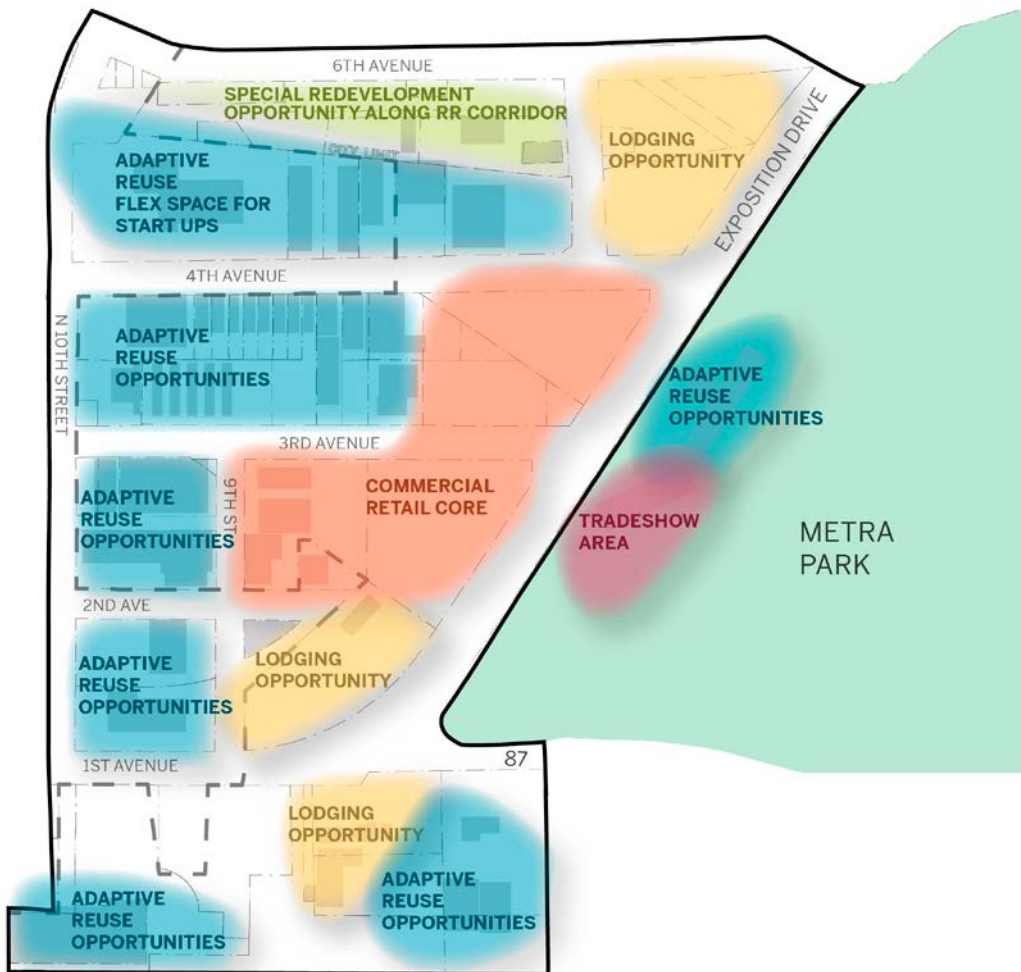 6TH AVENUE
SPECIAL REDEVELOPMENT
OPPORTUNITY ALONG RR CORRIDOR
CITY LIMIT
LODGING
OPPORTUNITY
EXPOSITION DRIVE
ADAPTIVE
REUSE
FLEX SPACE FOR
START UPS
4TH AVENUE
N 10TH STREET
ADAPTIVE
REUSE
OPPORTUNITIES
ADAPTIVE
REUSE
OPPORTUNITIES
3RD AVENUE
9TH ST
COMMERCIAL
RETAIL CORE
ADAPTIVE
REUSE
OPPORTUNITIES
TRADESHOW
AREA
METRA
PARK
2ND AVE
ADAPTIVE
REUSE
OPPORTUNITIES
LODGING
OPPORTUNITY
1ST AVENUE
87
LODGING
OPPORTUNITY
ADAPTIVE
REUSE
OPPORTUNITIES
ADAPTIVE
REUSE
OPPORTUNITIES